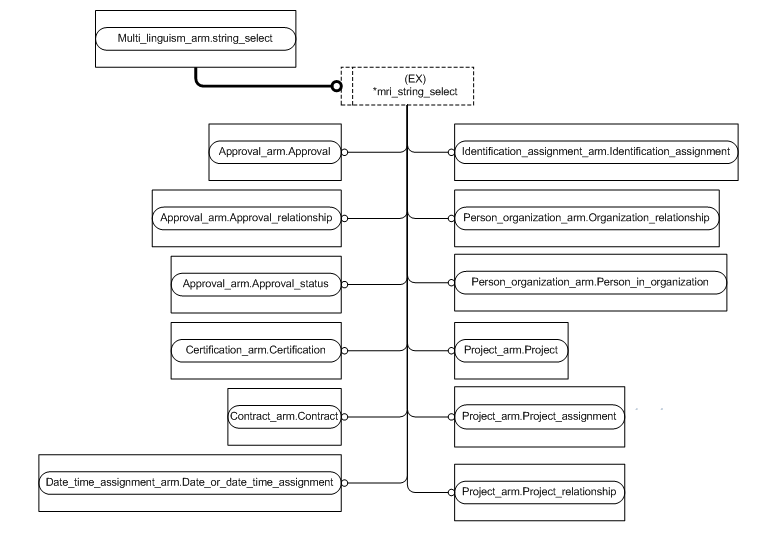 Multi_linguism_arm.string_select
(EX)
*mri_string_select
Approval_arm.Approval
Identification_assignment_arm.Identification_assignment
Approval_arm.Approval_relationship
Person_organization_arm.Organization_relationship
Approval_arm.Approval_status
Person_organization_arm.Person_in_organization
Certification_arm.Certification
Project_arm.Project
Contract_arm.Contract
Project_arm.Project_assignment
Date_time_assignment_arm.Date_or_date_time_assignment
Project_arm.Project_relationship